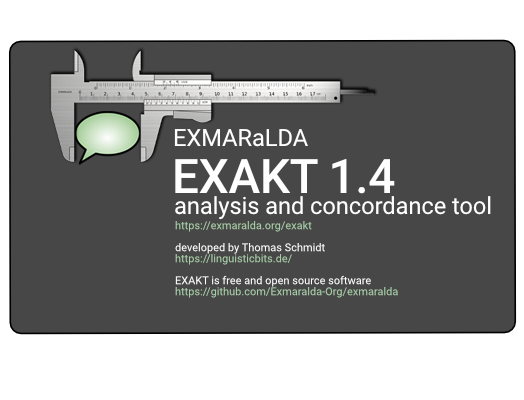 EXMARaLDA
EXAKT 1.4
analysis and concordance tool
https://exmaralda.org/exakt
developed by Thomas Schmidt
https://linguisticbits.de/
EXAKT is free and open source software
https://github.com/Exmaralda-Org/exmaralda